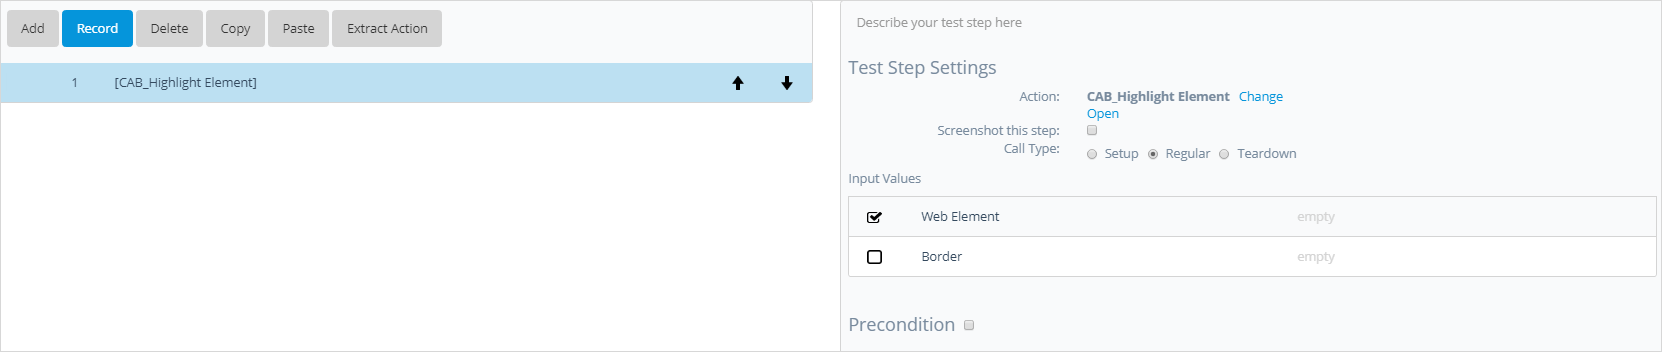 Add Record Delete Copy Paste Extract Action
1 [CAB_Highlight Element]
Describe your test step here
Test Step Settings
Action: CAB_Highlight Element Change
Open
Screenshot this step:
Call Type: Setup Regular Teardown
Input Values
Web Element empty
Border empty
Precondition